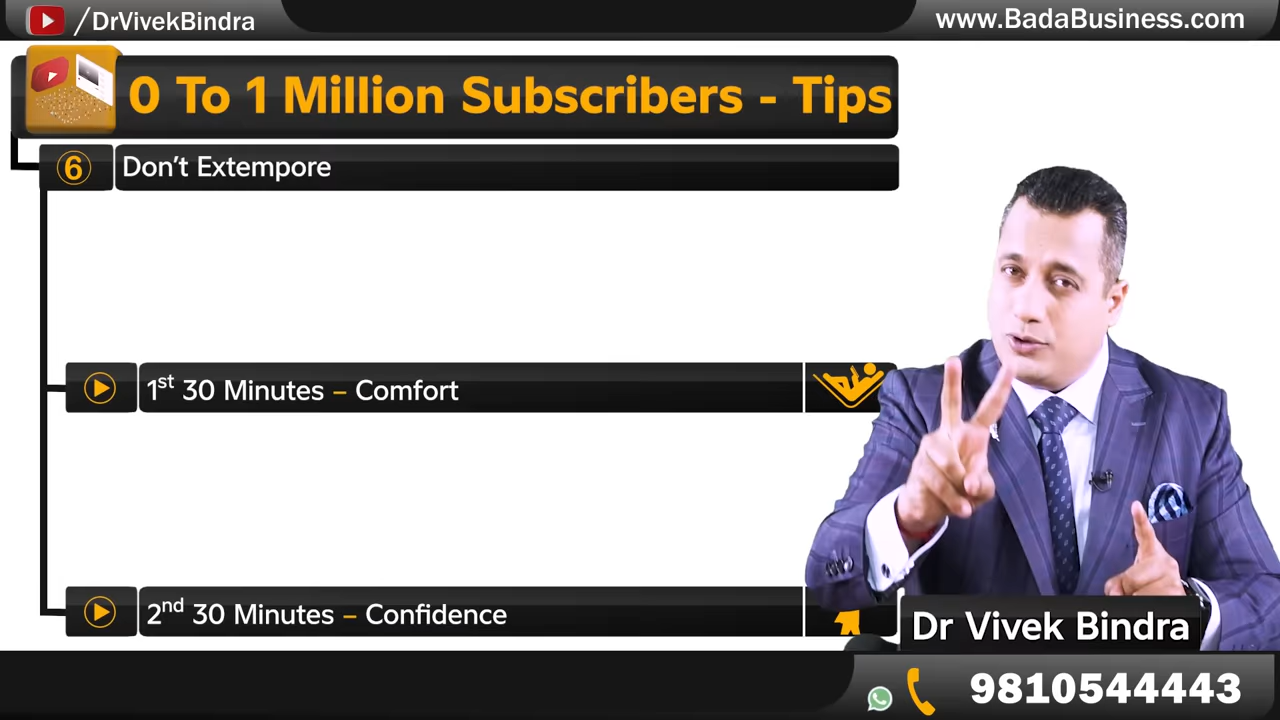 /DrVivekBindra
www.BadaBusiness.com
0 To 1 Million Subscribers - Tips
6 Don't Extempore
1st 30 Minutes – Comfort
2nd 30 Minutes – Confidence
Dr Vivek Bindra
9810544443